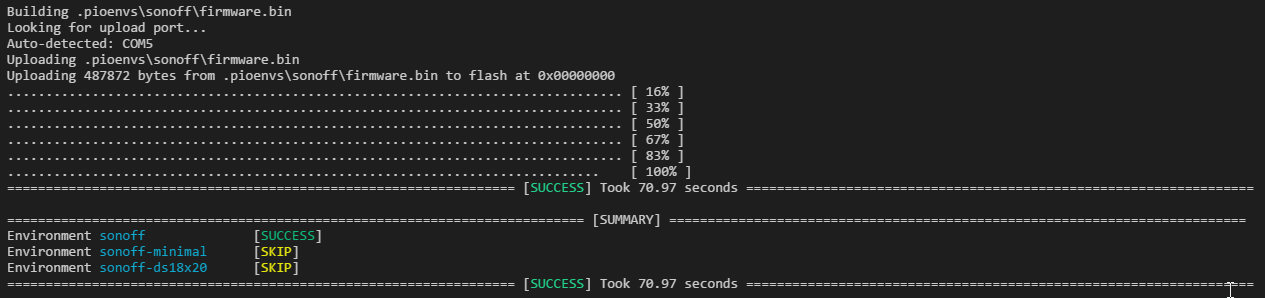 Building .pioenvs\sonoff\firmware.bin
Looking for upload port...
Auto-detected: COM5
Uploading .pioenvs\sonoff\firmware.bin
Uploading 487872 bytes from .pioenvs\sonoff\firmware.bin to flash at 0x00000000
................................................................................ [ 16% ]
................................................................................ [ 33% ]
................................................................................ [ 50% ]
................................................................................ [ 67% ]
................................................................................ [ 83% ]
.............................................................................    [ 100% ]
================================================================== [SUCCESS] Took 70.97 seconds ==================================================================

=========================================================================== [SUMMARY] ===========================================================================
Environment sonoff              [SUCCESS]
Environment sonoff-minimal      [SKIP]
Environment sonoff-ds18x20      [SKIP]
================================================================== [SUCCESS] Took 70.97 seconds ==================================================================